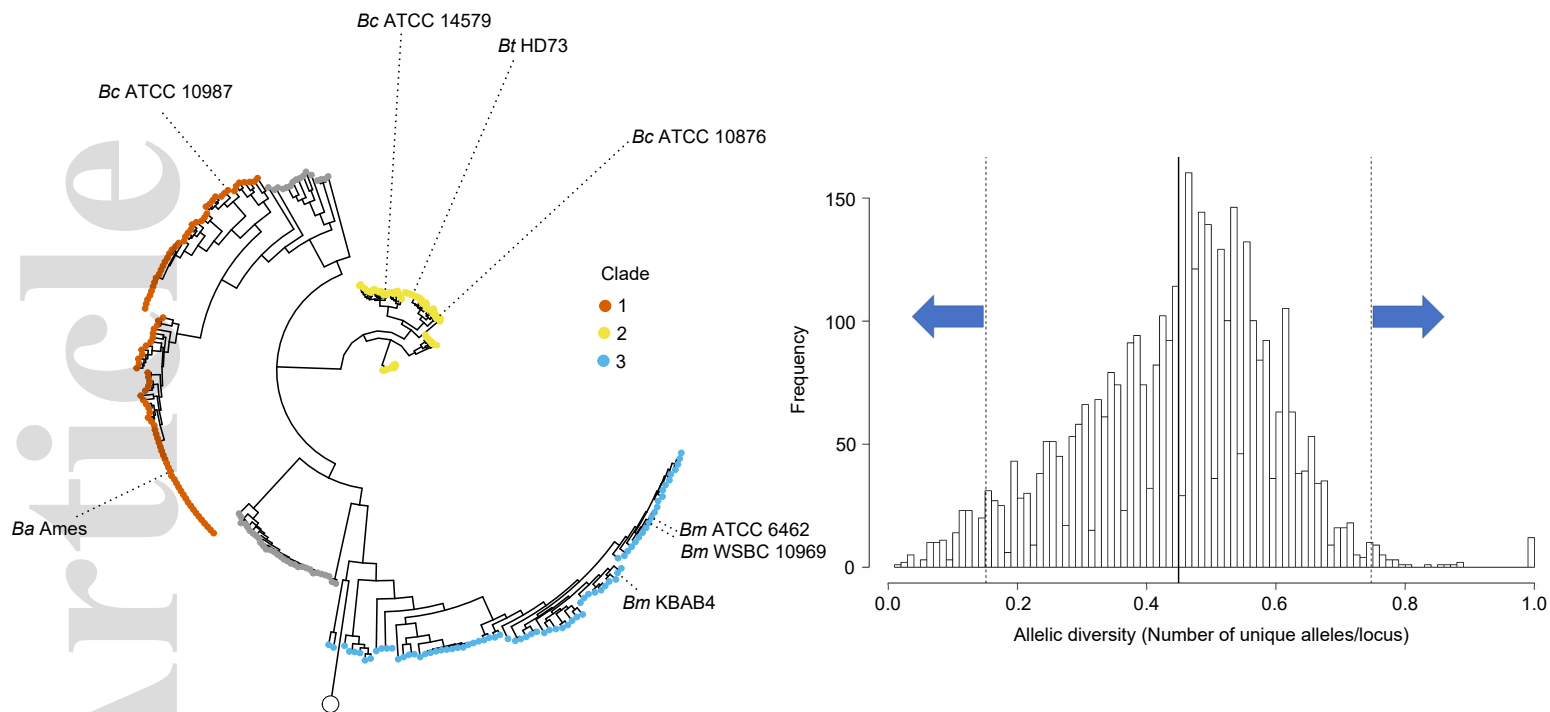 Bc ATCC 14579
Bt HD73
Bc ATCC 10987
Bc ATCC 10876
Clade
1
2
3
Ba Ames
Bm ATCC 6462
Bm WSBC 10969
Bm KBAB4
Article
Frequency
150
100
50
0
0.0 0.2 0.4 0.6 0.8 1.0
Allelic diversity (Number of unique alleles/locus)